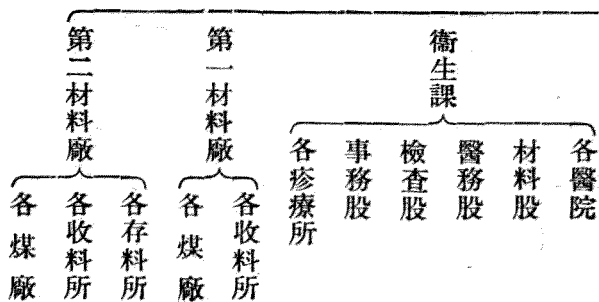 衞生課
各醫院
材料股
醫務股
檢查股
事務股
各疹療所
第一材料廠
各收料所
各煤廠
第二材料廠
各存料所
各收料所
各煤廠